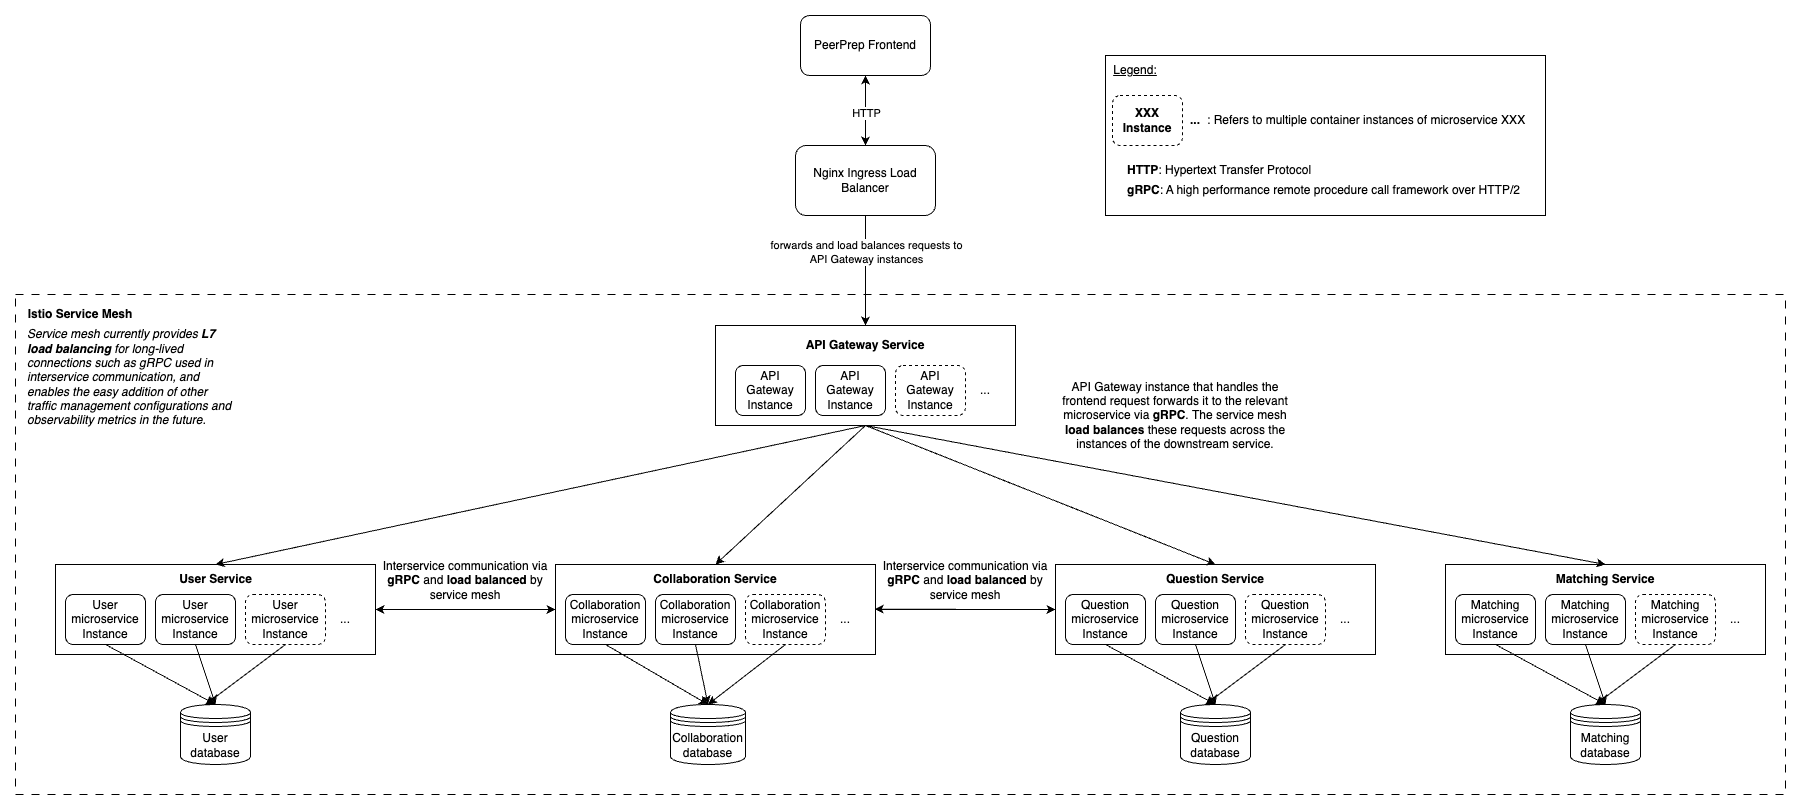 PeerPrep Frontend
HTTP
Nginx Ingress Load
Balancer
forwards and load balances requests to
API Gateway instances
Legend:
XXX
Instance
... : Refers to multiple container instances of microservice XXX
HTTP: Hypertext Transfer Protocol
gRPC: A high performance remote procedure call framework over HTTP/2
Istio Service Mesh
Service mesh currently provides L7
load balancing for long-lived
connections such as gRPC used in
interservice communication, and
enables the easy addition of other
traffic management configurations and
observability metrics in the future.
API Gateway Service
API
Gateway
Instance
API
Gateway
Instance
API
Gateway
Instance
...
API Gateway instance that handles the
frontend request forwards it to the relevant
microservice via gRPC. The service mesh
load balances these requests across the
instances of the downstream service.
User Service
User
microservice
Instance
User
microservice
Instance
User
microservice
Instance
...
User
database
Interservice communication via
gRPC and load balanced by
service mesh
Collaboration Service
Collaboration
microservice
Instance
Collaboration
microservice
Instance
Collaboration
microservice
Instance
...
Collaboration
database
Interservice communication via
gRPC and load balanced by
service mesh
Question Service
Question
microservice
Instance
Question
microservice
Instance
Question
microservice
Instance
...
Question
database
Matching Service
Matching
microservice
Instance
Matching
microservice
Instance
Matching
microservice
Instance
...
Matching
database